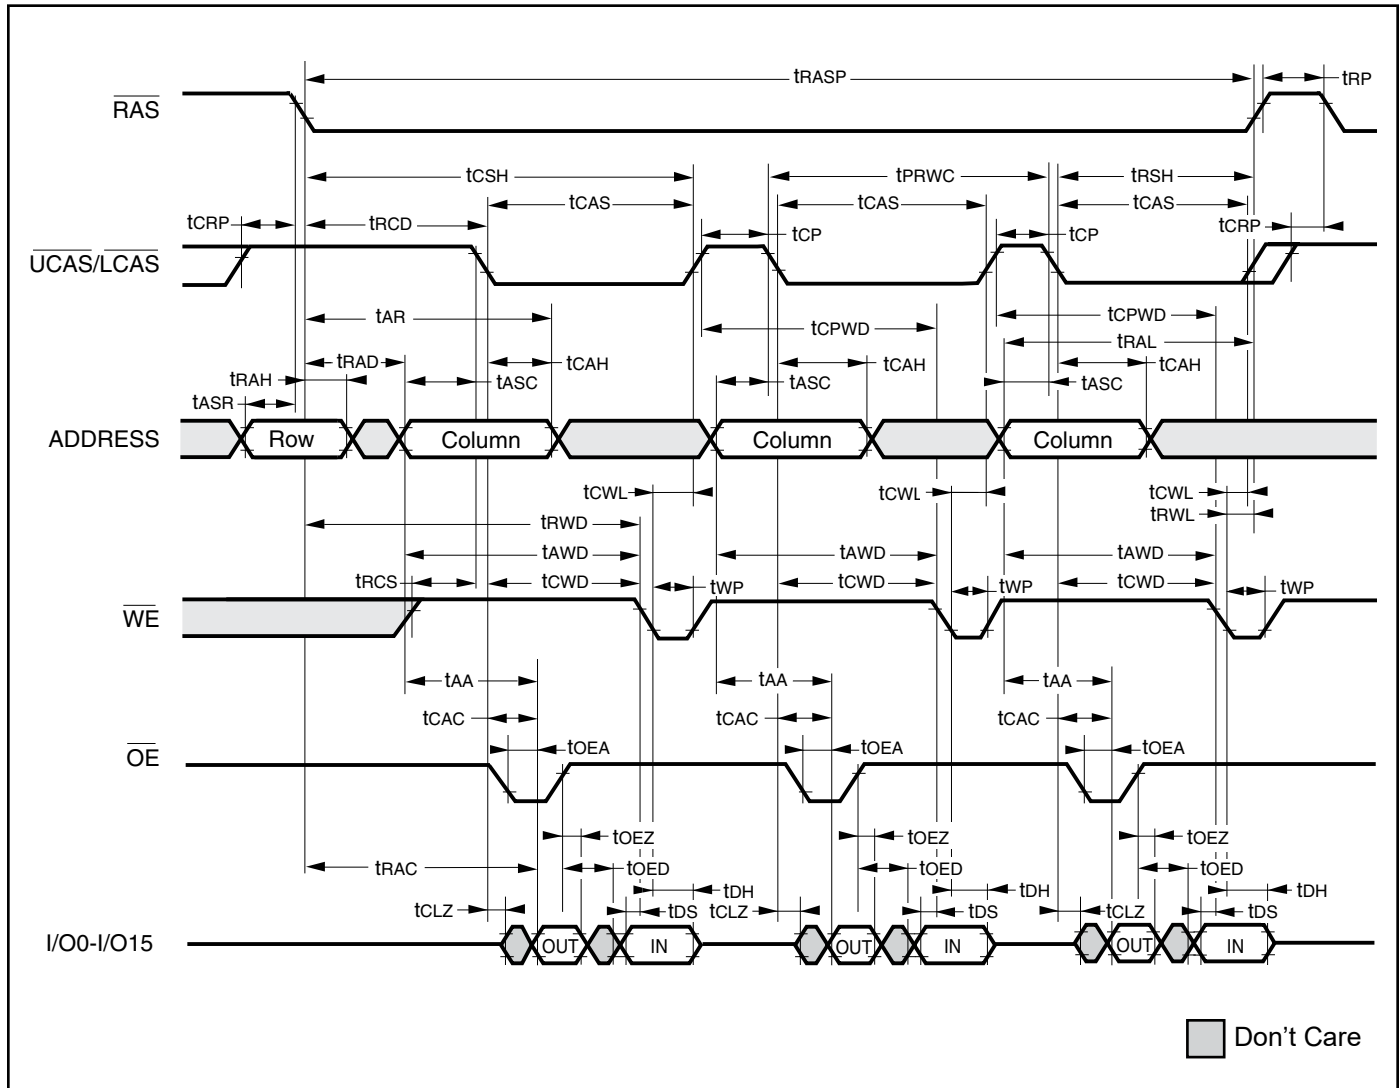 tRASP
tRP
RAS
tCSH
tPRWC
tRSH
tCAS
tCAS
tCAS
tCRP
tRCD
tCP
tCP
tCRP
UCAS/LCAS
tAR
tCPWD
tCPWD
tRAL
tRAD
tCAH
tCAH
tCAH
tRAH
tASC
tASC
tASC
tASR
ADDRESS
Row
Column
Column
Column
tCWL
tCWL
tCWL
tRWL
tRWD
tAWD
tAWD
tAWD
tRCS
tCWD
tWP
tCWD
tWP
tCWD
tWP
WE
tAA
tAA
tAA
tCAC
tCAC
tCAC
tOEA
tOEA
tOEA
OE
tOEZ
tOEZ
tOEZ
tRAC
tOED
tOED
tOED
tDH
tDH
tDH
tCLZ
tDS
tCLZ
tDS
tCLZ
tDS
I/O0-I/O15
OUT
IN
OUT
IN
OUT
IN
Don't Care